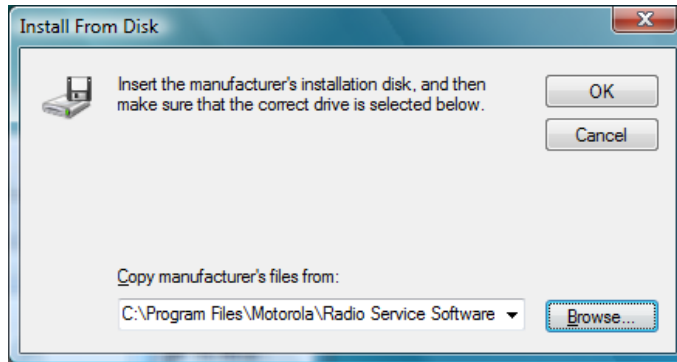 Install From Disk
Insert the manufacturer's installation disk, and then
make sure that the correct drive is selected below.
OK
Cancel
Copy manufacturer's files from:
C:\Program Files\Motorola\Radio Service Software
Browse...